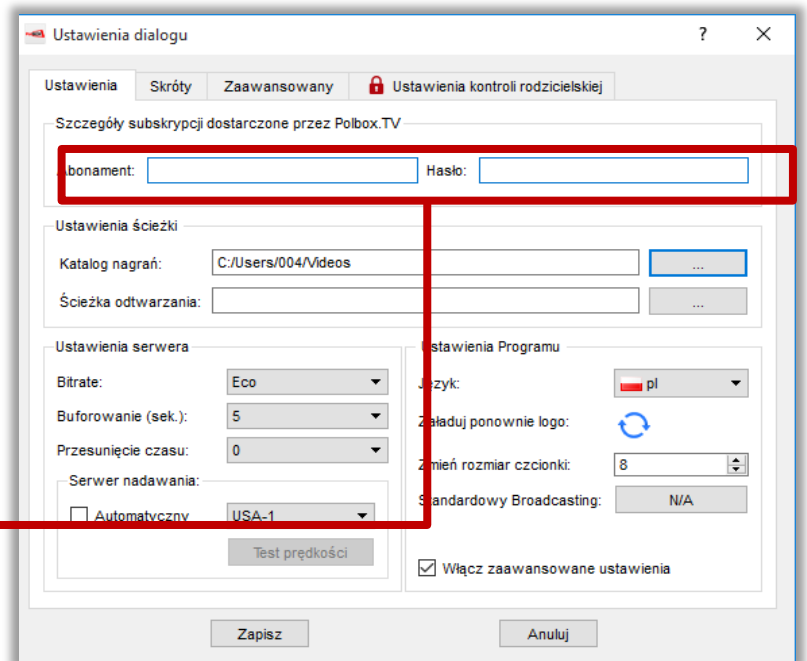 Ustawienia dialogu ? X
Ustawienia Skróty Zaawansowany Ustawienia kontroli rodzicielskiej
Szczegóły subskrypcji dostarczone przez Polbox.TV
Abonament: Hasło:
Ustawienia ścieżki
Katalog nagrań: C:/Users/004/Videos ...
Ścieżka odtwarzania: ...
Ustawienia serwera
Bitrate: Eco
Buforowanie (sek.): 5
Przesunięcie czasu: 0
Serwer nadawania:
Automatyczny USA-1
Test prędkości
Ustawienia Programu
Język: pl
Załaduj ponownie logo:
Zmień rozmiar czcionki: 8
Standardowy Broadcasting: N/A
Włącz zaawansowane ustawienia
Zapisz Anuluj